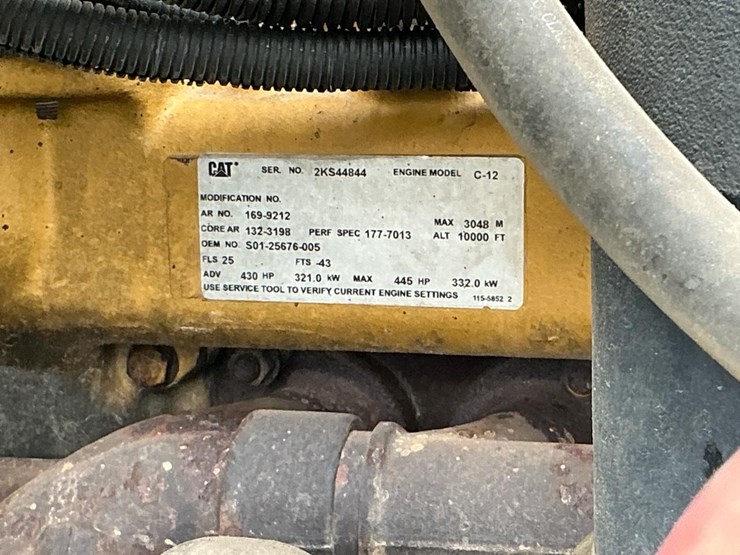 CAT SER. NO. 2KS44844 ENGINE MODEL C-12
MODIFICATION NO.
AR NO. 169-9212 MAX 3048 M
CORE AR 132-3198 PERF SPEC 177-7013 ALT 10000 FT
OEM NO S01-25676-005
FLS 25 FTS -43
ADV 430 HP 321.0 kW MAX 445 HP 332.0 kW
USE SERVICE TOOL TO VERIFY CURRENT ENGINE SETTINGS 115-5852 2